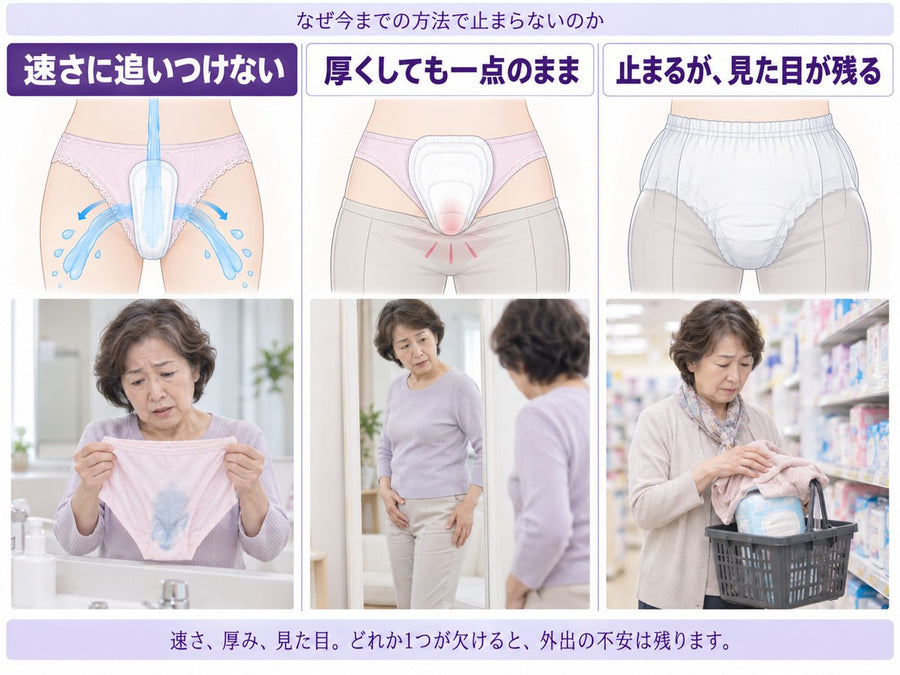 なぜ今までの方法で止まらないのか
速さに追いつけない
厚くしても一点のまま
止まるが、見た目が残る
速さ、厚み、見た目。どれか1つが欠けると、外出の不安は残ります。